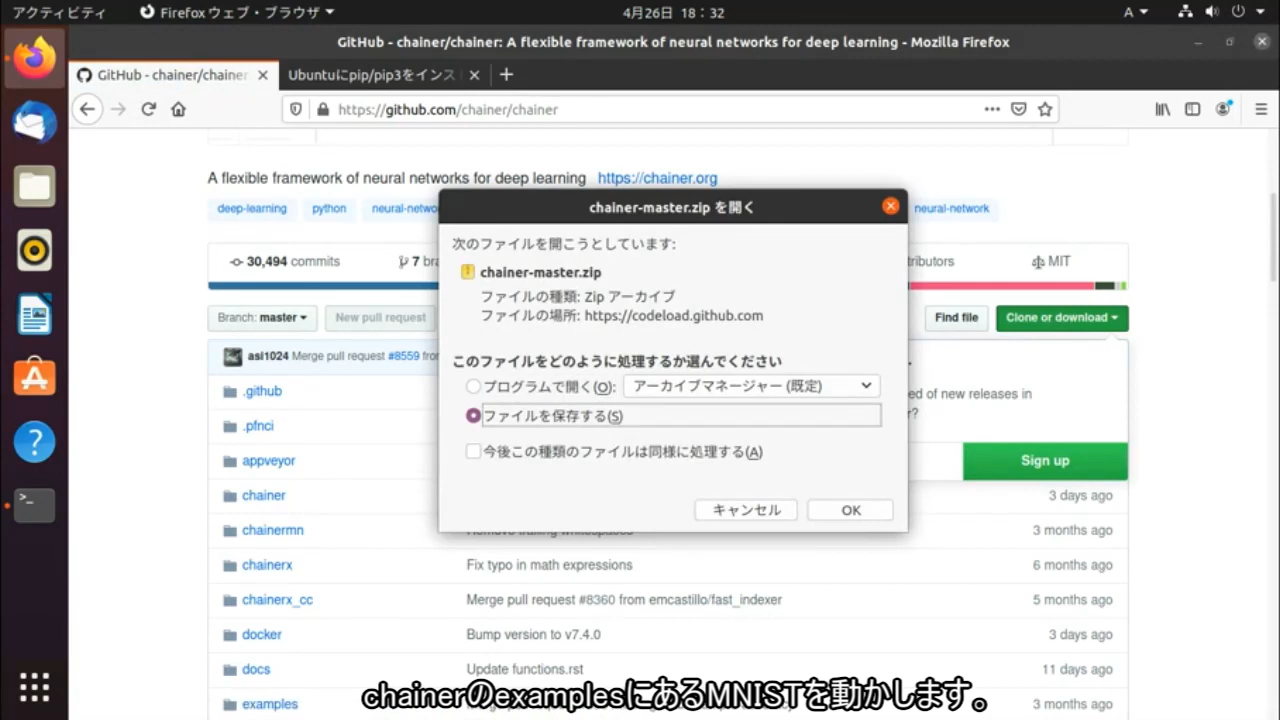 アクティビティ
Firefox ウェブ・ブラウザ
4月26日 18:32
A
GitHub - chainer/chainer: A flexible framework of neural networks for deep learning - Mozilla Firefox
GitHub - chainer/chainer
Ubuntuにpip/pip3をインス
https://github.com/chainer/chainer
A flexible framework of neural networks for deep learning https://chainer.org
deep-learning
python
neural-netwo
neural-network
30,494 commits
7 bra
tributors
MIT
Branch: master
New pull request
Find file
Clone or download
asi1024 Merge pull request #8559 from
ed of new releases in
r?
Sign up
chainer-master.zip を開く
次のファイルを開こうとしています:
chainer-master.zip
ファイルの種類: Zip アーカイブ
ファイルの場所: https://codeload.github.com
このファイルをどのように処理するか選んでください
プログラムで開く(O):
アーカイブマネージャー (既定)
ファイルを保存する(S)
今後この種類のファイルは同様に処理する(A)
キャンセル
OK
.github
.pfnci
appveyor
chainer
3 days ago
chainermn
Remove trailing whitespaces
3 months ago
chainerx
Fix typo in math expressions
6 months ago
chainerx_cc
Merge pull request #8360 from emcastillo/fast_indexer
5 months ago
docker
Bump version to v7.4.0
3 days ago
docs
Update functions.rst
11 days ago
examples
3 months ago
chainerのexamplesにあるMNISTを動かします。